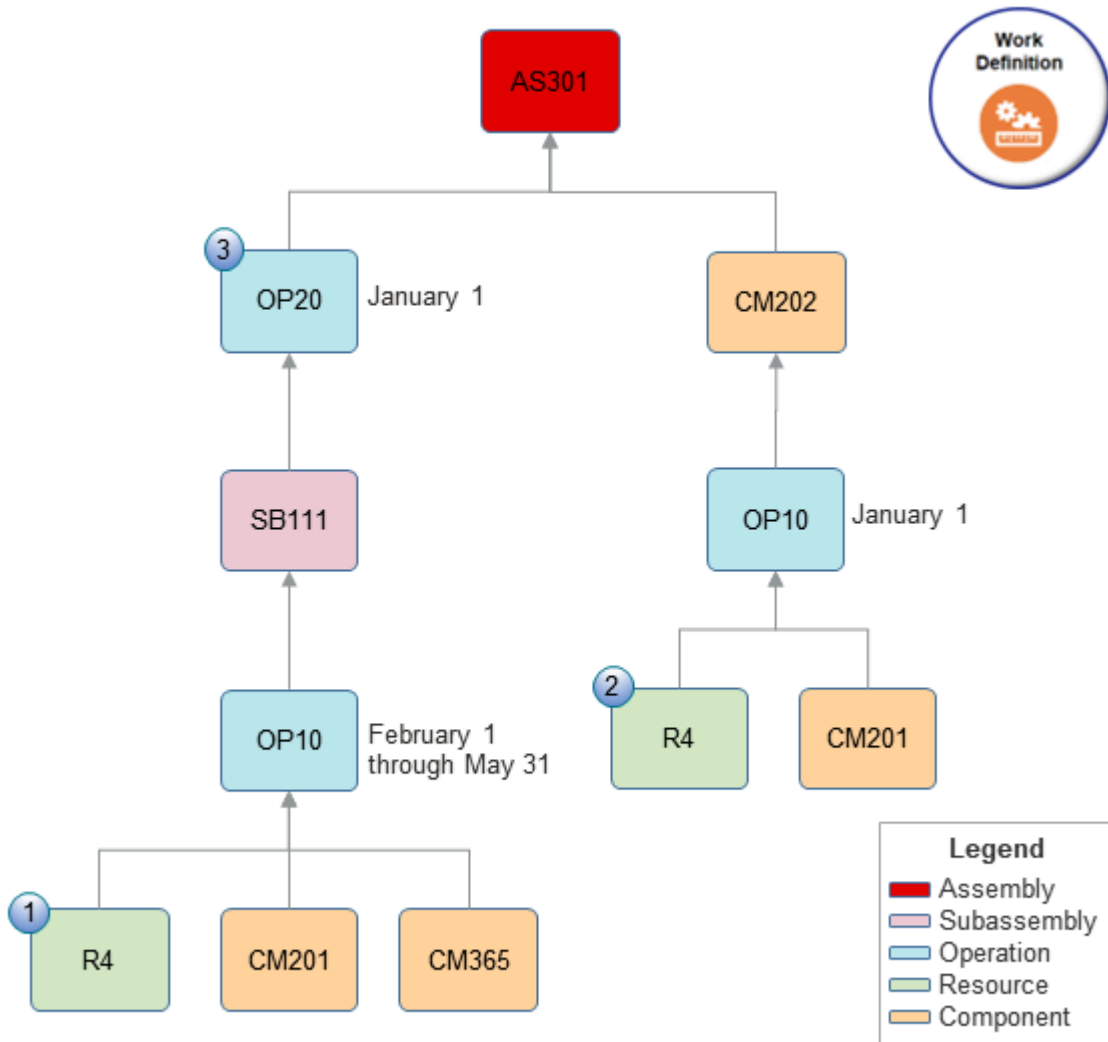 Work
Definition
AS301
3
OP20
January 1
CM202
SB111
OP10
January 1
2
R4
CM201
OP10
February 1
through May 31
1
R4
CM201
CM365
Legend
Assembly
Subassembly
Operation
Resource
Component